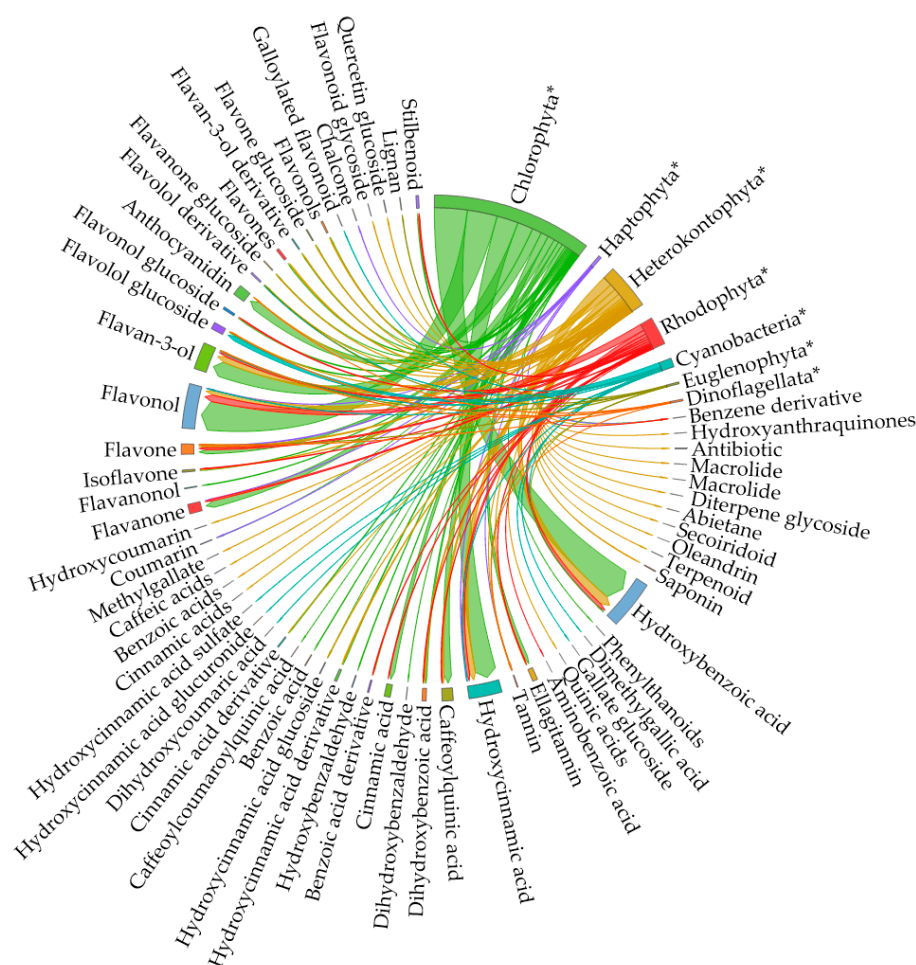 Chlorophyta*
Haptophyta*
Heterokontophyta*
Rhodophyta*
Cyanobacteria*
Euglenophyta*
Dinoflagellata*
Benzene derivative
Hydroxyanthraquinones
Antibiotic
Macrolide
Macrolide
Diterpene glycoside
Abietane
Secoiridoid
Oleandrin
Terpenoid
Saponin
Hydroxybenzoic acid
Phenylthanoids
Dimethylgallic acid
Gallate glucoside
Quinic acids
Aminobenzoic acid
Ellagtiannin
Tannin
Hydroxycinnamic acid
Caffeoylquinic acid
Dihydroxybenzoic acid
Dihydroxybenzaldehyde
Cinnamic acid
Benzoic acid derivative
Hydroxybenzaldehyde
Hydroxycinnamic acid derivative
Hydroxycinnamic acid glucoside
Benzoic acid
Caffeoylcoumaroylquinic acid
Cinnamic acid derivative
Dihydroxycoumanic acid
Hydroxycinnamic acid glucuronide
Hydroxycinnamic acid sulfate
Cinnamic acids
Benzoic acids
Caffeic acids
Methylgallate
Coumarin
Hydroxycoumarin
Flavanone
Flavanonol
Isoflavone
Flavone
Flavonol
Flavan-3-ol
Flavolol glucoside
Flavonol glucoside
Anthocyanidin
Flavolol derivative
Flavanone glucoside
Flavones
Flavan-3-ol derivative
Flavone glucoside
Flavonols
Galloylated flavonoid
Chalcone
Flavonoid glycoside
Quercetin glucoside
Lignan
Stilbenoid